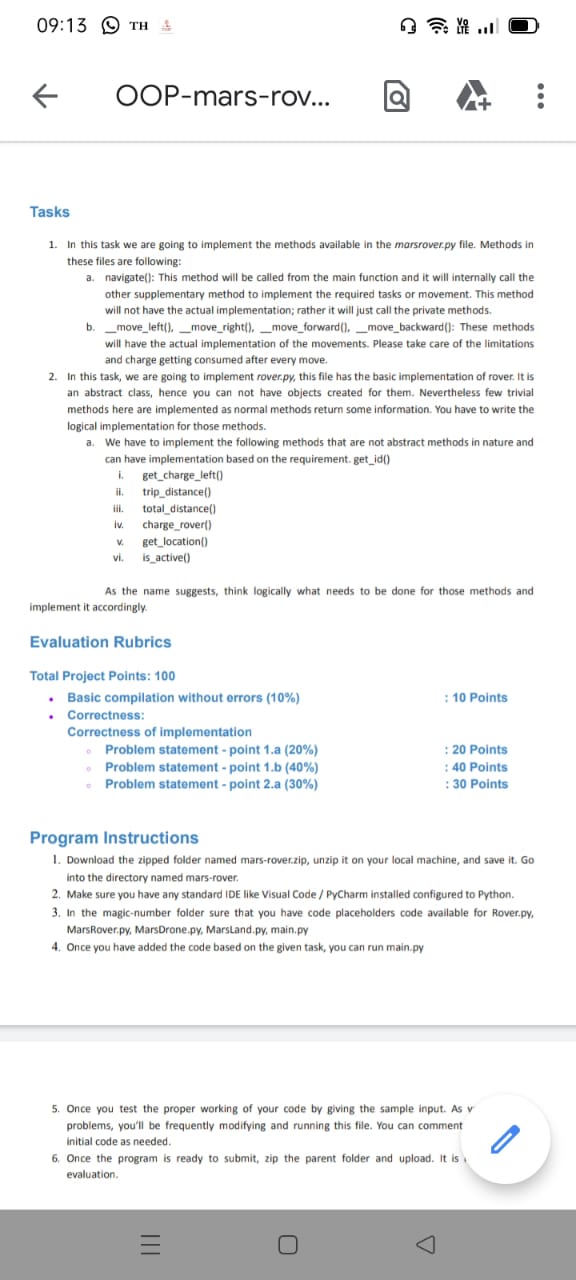 09:13 TH VO LTE
OOP-mars-rov...
Tasks
1. In this task we are going to implement the methods available in the marsrover.py file. Methods in
these files are following:
a. navigate(): This method will be called from the main function and it will internally call the
other supplementary method to implement the required tasks or movement. This method
will not have the actual implementation; rather it will just call the private methods.
b. __move_left(), __move_right(), __move_forward(), __move_backward(): These methods
will have the actual implementation of the movements. Please take care of the limitations
and charge getting consumed after every move.
2. In this task, we are going to implement rover.py, this file has the basic implementation of rover. It is
an abstract class, hence you can not have objects created for them. Nevertheless few trivial
methods here are implemented as normal methods return some information. You have to write the
logical implementation for those methods.
a. We have to implement the following methods that are not abstract methods in nature and
can have implementation based on the requirement. get_id()
i. get_charge_left()
ii. trip_distance()
iii. total_distance()
iv. charge_rover()
v. get_location()
vi. is_active()
As the name suggests, think logically what needs to be done for those methods and
implement it accordingly.
Evaluation Rubrics
Total Project Points: 100
• Basic compilation without errors (10%) : 10 Points
• Correctness:
Correctness of implementation
◦ Problem statement - point 1.a (20%) : 20 Points
◦ Problem statement - point 1.b (40%) : 40 Points
◦ Problem statement - point 2.a (30%) : 30 Points
Program Instructions
1. Download the zipped folder named mars-rover.zip, unzip it on your local machine, and save it. Go
into the directory named mars-rover.
2. Make sure you have any standard IDE like Visual Code / PyCharm installed configured to Python.
3. In the magic-number folder sure that you have code placeholders code available for Rover.py,
MarsRover.py, MarsDrone.py, MarsLand.py, main.py
4. Once you have added the code based on the given task, you can run main.py
5. Once you test the proper working of your code by giving the sample input. As
problems, you'll be frequently modifying and running this file. You can comment
initial code as needed.
6. Once the program is ready to submit, zip the parent folder and upload. It is
evaluation.